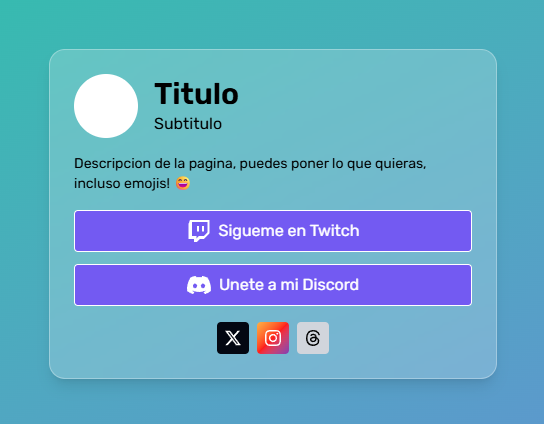 Titulo
Subtitulo
Descripcion de la pagina, puedes poner lo que quieras,
incluso emojis! 😄
Sigueme en Twitch
Unete a mi Discord